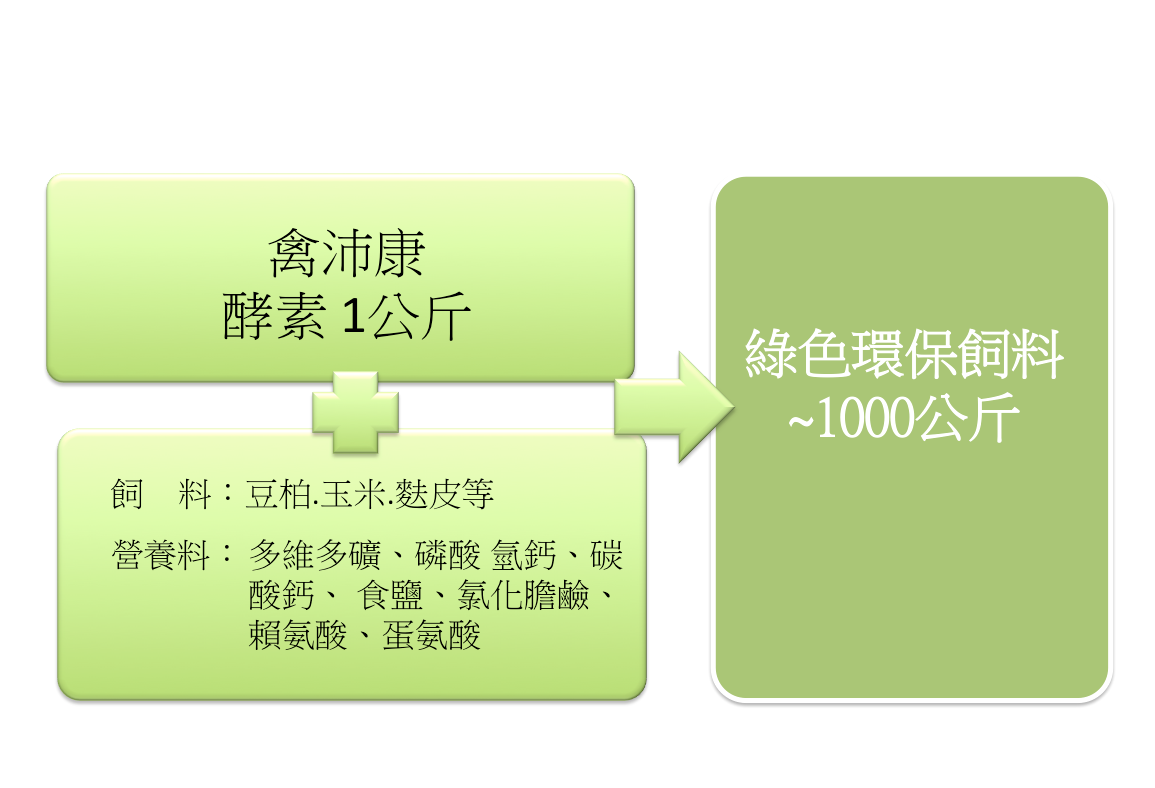 禽沛康
酵素 1公斤
飼　料：豆柏.玉米.麩皮等
營養料： 多維多礦、磷酸 氫鈣、碳
酸鈣、 食鹽、氯化膽鹼、
賴氨酸、蛋氨酸
綠色環保飼料
~1000公斤